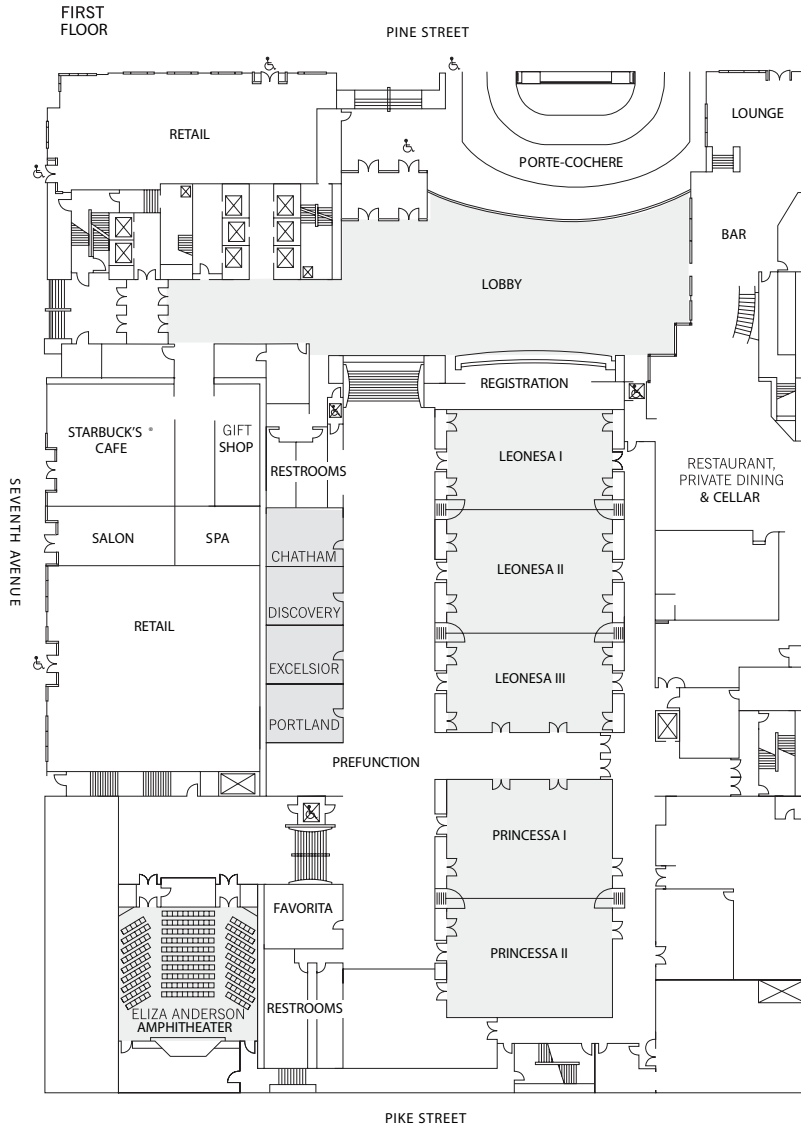 FIRST
FLOOR
PINE STREET
LOUNGE
RETAIL
PORTE-COCHERE
BAR
LOBBY
REGISTRATION
STARBUCK'S
CAFE
GIFT
SHOP
LEONESA I
RESTROOMS
RESTAURANT,
PRIVATE DINING
& CELLAR
SEVENTH AVENUE
SALON
SPA
CHATHAM
LEONESA II
DISCOVERY
RETAIL
EXCELSIOR
LEONESA III
PORTLAND
PREFUNCTION
PRINCESSA I
FAVORITA
PRINCESSA II
ELIZA ANDERSON
AMPHITHEATER
RESTROOMS
PIKE STREET